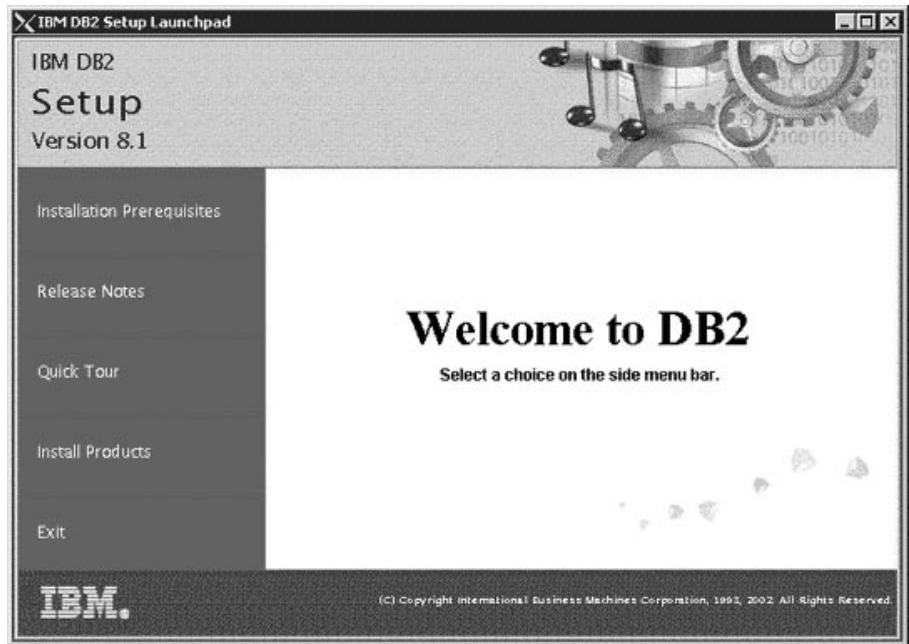 IBM DB2 Setup Launchpad
IBM DB2
Setup
Version 8.1
Installation Prerequisites
Release Notes
Quick Tour
Install Products
Exit
Welcome to DB2
Select a choice on the side menu bar.
IBM.
(C) Copyright International Business Machines Corporation, 1993, 2002. All Rights Reserved.